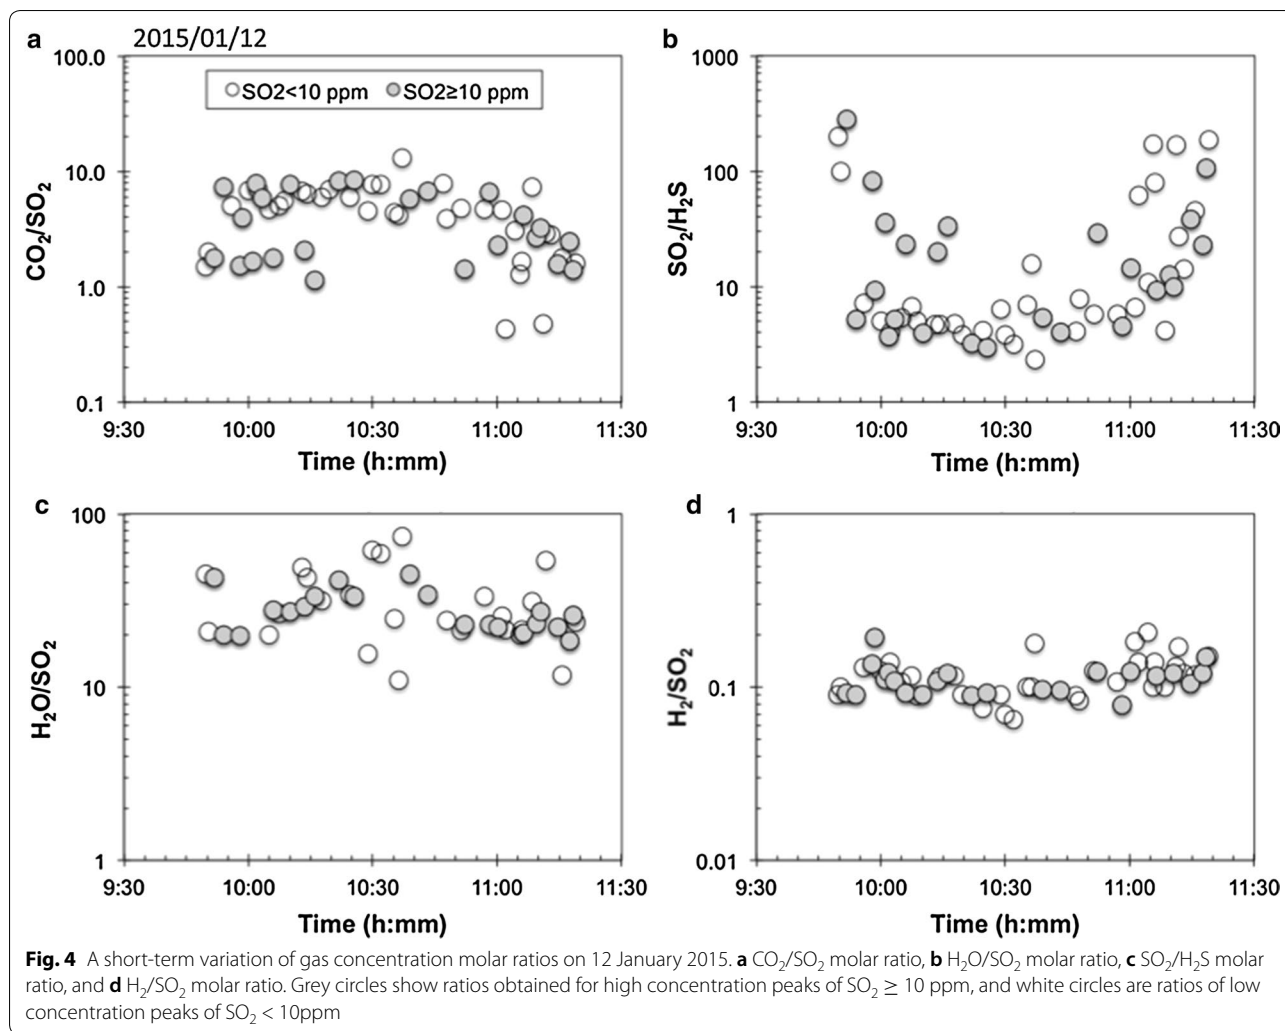 a 2015/01/12
100.0
10.0
1.0
0.1
CO2/SO2
SO2<10 ppm SO2≥10 ppm
9:30 10:00 10:30 11:00 11:30
Time (h:mm)
b
1000
100
10
1
SO2/H2S
9:30 10:00 10:30 11:00 11:30
Time (h:mm)
c
100
10
1
H2O/SO2
9:30 10:00 10:30 11:00 11:30
Time (h:mm)
d
1
0.1
0.01
H2/SO2
9:30 10:00 10:30 11:00 11:30
Time (h:mm)
Fig. 4 A short-term variation of gas concentration molar ratios on 12 January 2015. a CO2/SO2 molar ratio, b H2O/SO2 molar ratio, c SO2/H2S molar
ratio, and d H2/SO2 molar ratio. Grey circles show ratios obtained for high concentration peaks of SO2 ≥ 10 ppm, and white circles are ratios of low
concentration peaks of SO2 < 10ppm